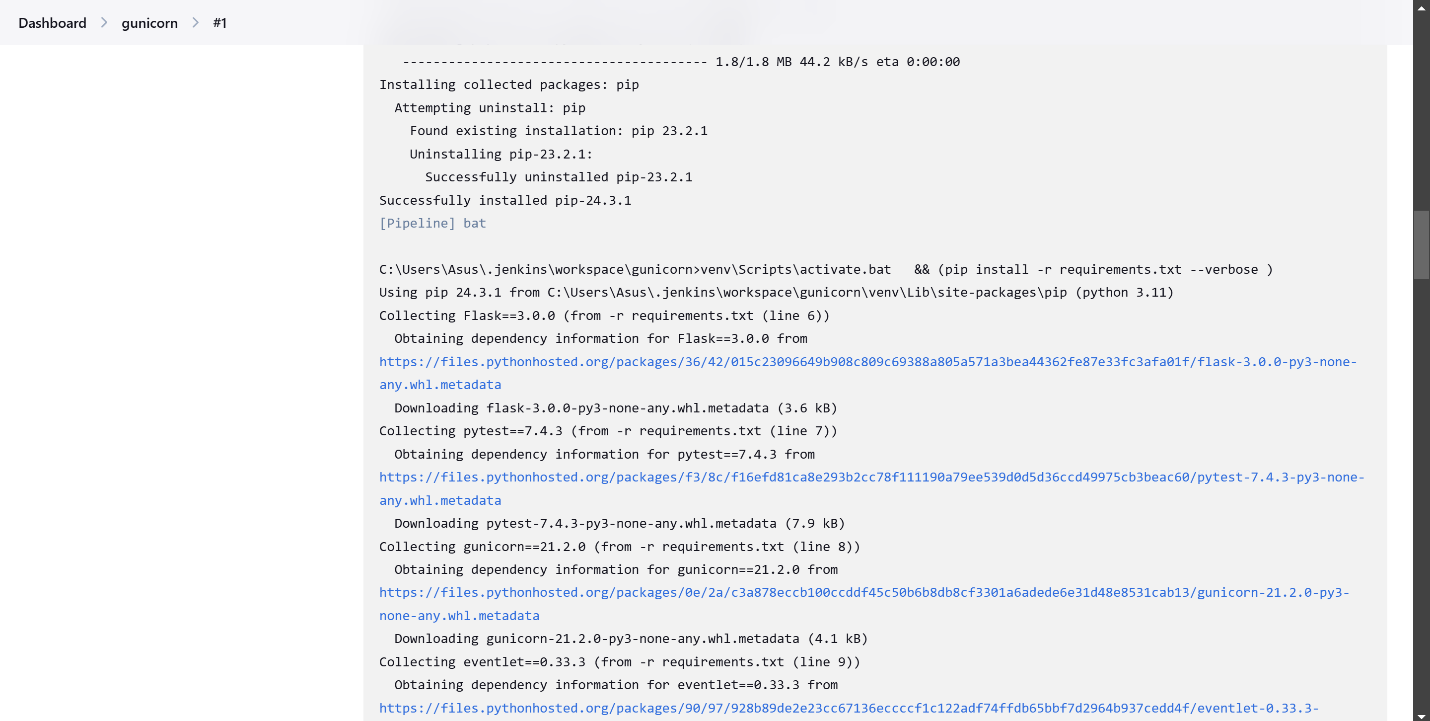 Dashboard > gunicorn > #1
---------------------------------------- 1.8/1.8 MB 44.2 kB/s eta 0:00:00
Installing collected packages: pip
Attempting uninstall: pip
Found existing installation: pip 23.2.1
Uninstalling pip-23.2.1:
Successfully uninstalled pip-23.2.1
Successfully installed pip-24.3.1
[Pipeline] bat
C:\Users\Asus\.jenkins\workspace\gunicorn>venv\Scripts\activate.bat   && (pip install -r requirements.txt --verbose )
Using pip 24.3.1 from C:\Users\Asus\.jenkins\workspace\gunicorn\venv\Lib\site-packages\pip (python 3.11)
Collecting Flask==3.0.0 (from -r requirements.txt (line 6))
Obtaining dependency information for Flask==3.0.0 from
https://files.pythonhosted.org/packages/36/42/015c23096649b908c809c69388a805a571a3bea44362fe87e33fc3afa01f/flask-3.0.0-py3-none-
any.whl.metadata
Downloading flask-3.0.0-py3-none-any.whl.metadata (3.6 kB)
Collecting pytest==7.4.3 (from -r requirements.txt (line 7))
Obtaining dependency information for pytest==7.4.3 from
https://files.pythonhosted.org/packages/f3/8c/f16efd81ca8e293b2cc78f111190a79ee539d0d5d36ccd49975cb3beac60/pytest-7.4.3-py3-none-
any.whl.metadata
Downloading pytest-7.4.3-py3-none-any.whl.metadata (7.9 kB)
Collecting gunicorn==21.2.0 (from -r requirements.txt (line 8))
Obtaining dependency information for gunicorn==21.2.0 from
https://files.pythonhosted.org/packages/0e/2a/c3a878eccb100ccddf45c50b6b8db8cf3301a6adede6e31d48e8531cab13/gunicorn-21.2.0-py3-
none-any.whl.metadata
Downloading gunicorn-21.2.0-py3-none-any.whl.metadata (4.1 kB)
Collecting eventlet==0.33.3 (from -r requirements.txt (line 9))
Obtaining dependency information for eventlet==0.33.3 from
https://files.pythonhosted.org/packages/90/97/928b89de2e23cc67136eccccf1c122adf74ffdb65bbf7d2964b937cedd4f/eventlet-0.33.3-